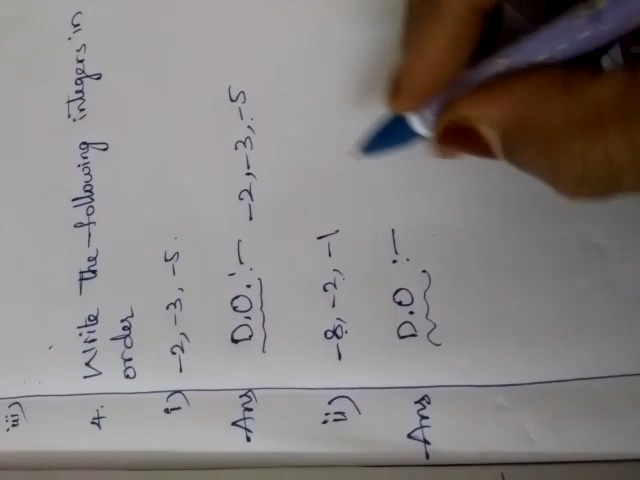 iii)
4. Write the following integers in
order
i) -2, -3, -5.
Ans D.O. :- -2, -3, -5
ii) -8, -2, -1
Ans D.O :-